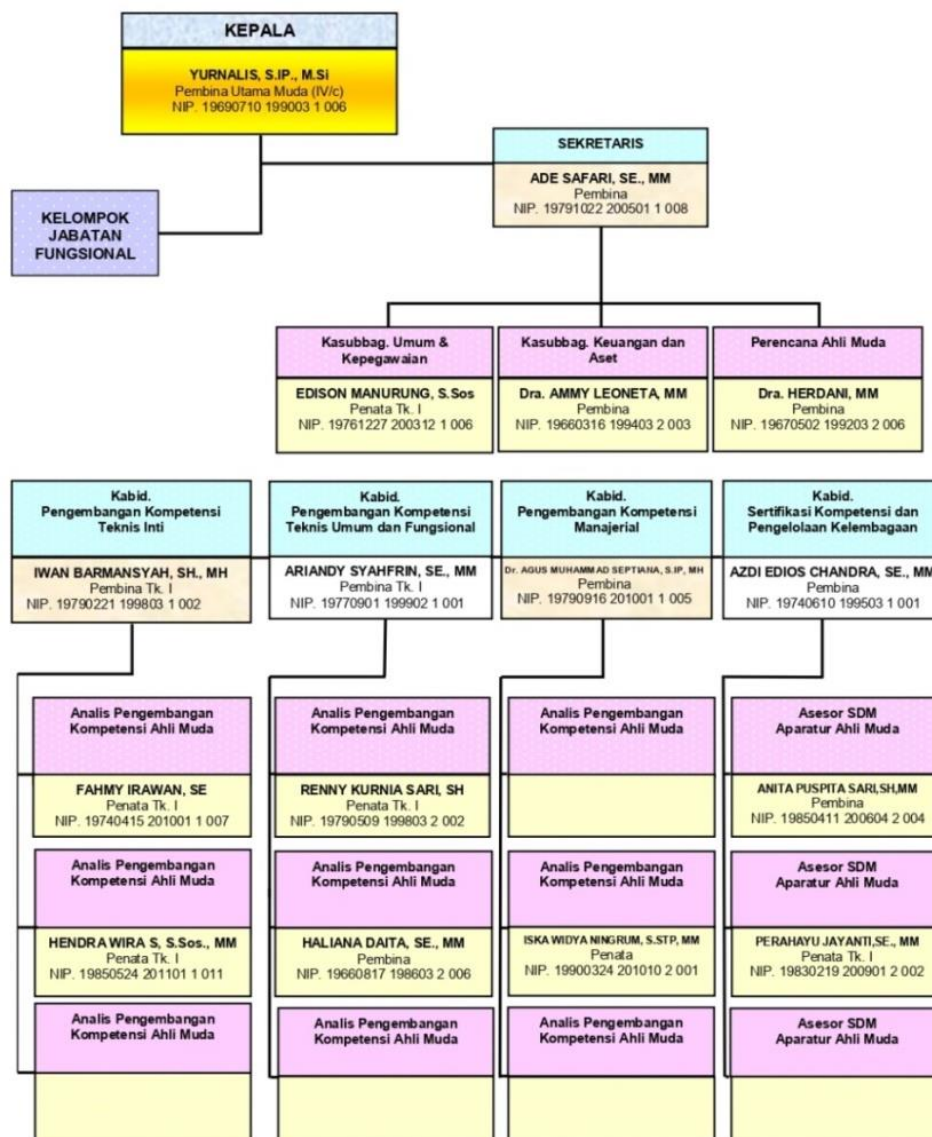 KEPALA
YURNALIS, S.IP., M.Si
Pembina Utama Muda (IV/c)
NIP. 19690710 199003 1 006
SEKRETARIS
ADE SAFARI, SE., MM
Pembina
NIP. 19791022 200501 1 008
KELOMPOK
JABATAN
FUNGSIONAL
Kasubbag. Umum &
Kepegawaian
EDISON MANURUNG, S.Sos
Penata Tk. I
NIP. 19761227 200312 1 006
Kasubbag. Keuangan dan
Aset
Dra. AMMY LEONETA, MM
Pembina
NIP. 19660316 199403 2 003
Perencana Ahli Muda
Dra. HERDANI, MM
Pembina
NIP. 19670502 199203 2 006
Kabid.
Pengembangan Kompetensi
Teknis Inti
IWAN BARMANSYAH, SH., MH
Pembina Tk. I
NIP. 19790221 199803 1 002
Kabid.
Pengembangan Kompetensi
Teknis Umum dan Fungsional
ARIANDY SYAHFRIN, SE., MM
Pembina Tk. I
NIP. 19770901 199902 1 001
Kabid.
Pengembangan Kompetensi
Manajerial
Dr. AGUS MUHAMMAD SEPTIANA, S.IP, MH
Pembina
NIP. 19790916 201001 1 005
Kabid.
Sertifikasi Kompetensi dan
Pengelolaan Kelembagaan
AZDI EDIOS CHANDRA, SE., MM
Pembina
NIP. 19740610 199503 1 001
Analis Pengembangan
Kompetensi Ahli Muda
FAHMY IRAWAN, SE
Penata Tk. I
NIP. 19740415 201001 1 007
Analis Pengembangan
Kompetensi Ahli Muda
HENDRA WIRA S, S.Sos., MM
Penata Tk. I
NIP. 19850524 201101 1 011
Analis Pengembangan
Kompetensi Ahli Muda
Analis Pengembangan
Kompetensi Ahli Muda
RENNY KURNIA SARI, SH
Penata Tk. I
NIP. 19790509 199803 2 002
Analis Pengembangan
Kompetensi Ahli Muda
HALIANA DAITA, SE., MM
Pembina
NIP. 19660817 198603 2 006
Analis Pengembangan
Kompetensi Ahli Muda
Analis Pengembangan
Kompetensi Ahli Muda
Analis Pengembangan
Kompetensi Ahli Muda
ISKA WIDYA NINGRUM, S.STP, MM
Penata
NIP. 19900324 201010 2 001
Analis Pengembangan
Kompetensi Ahli Muda
Asesor SDM
Aparatur Ahli Muda
ANITA PUSPITA SARI,SH,MM
Pembina
NIP. 19850411 200604 2 004
Asesor SDM
Aparatur Ahli Muda
PERAHAYU JAYANTI,SE., MM
Penata Tk. I
NIP. 19830219 200901 2 002
Asesor SDM
Aparatur Ahli Muda